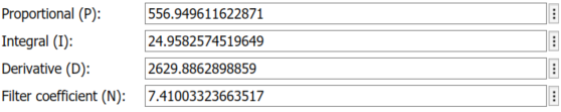 Proportional (P): 556.949611622871
Integral (I): 24.9582574519649
Derivative (D): 2629.8862898859
Filter coefficient (N): 7.41003323663517